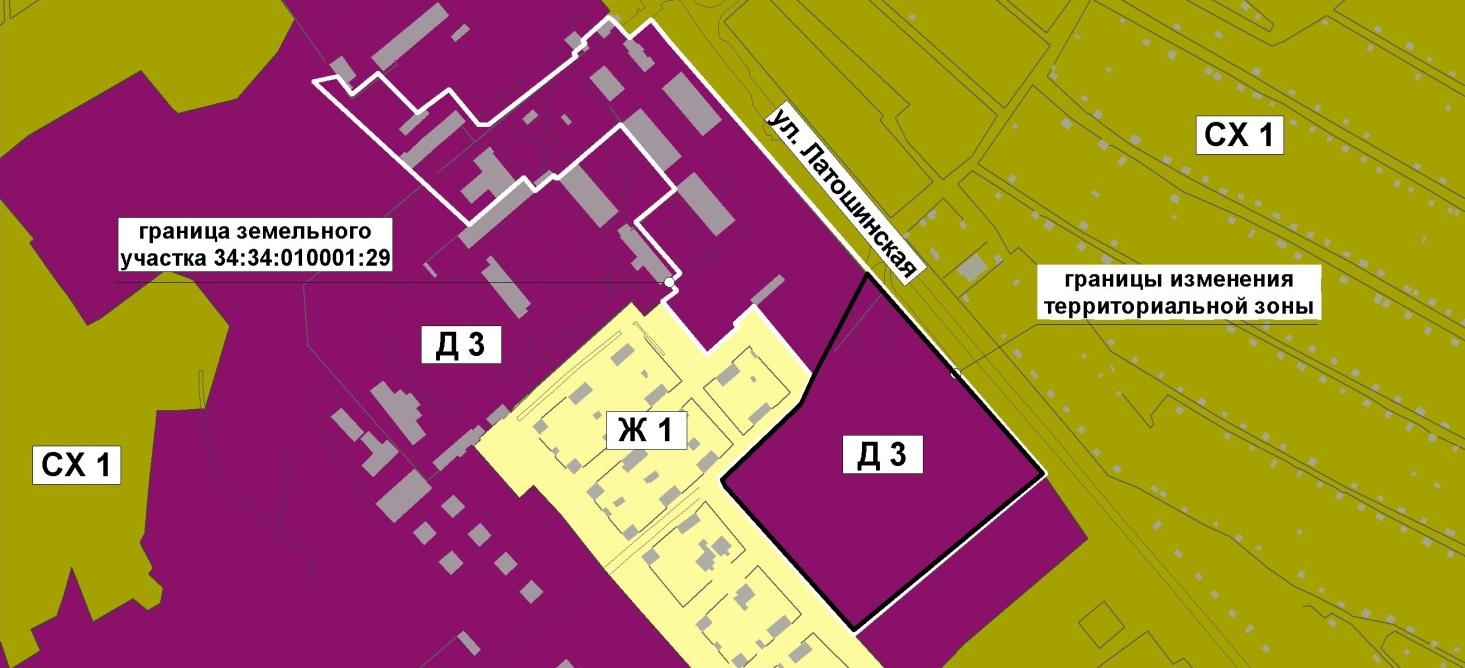 СХ 1
ул. Латошинская
граница земельного
участка 34:34:010001:29
границы изменения
территориальной зоны
Д 3
Ж 1
Д 3
СХ 1